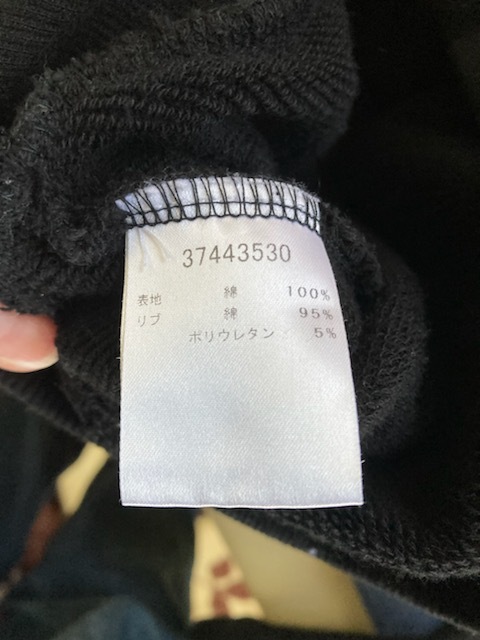 37443530
表地 綿 100%
リブ 綿 95%
ポリウレタン 5%